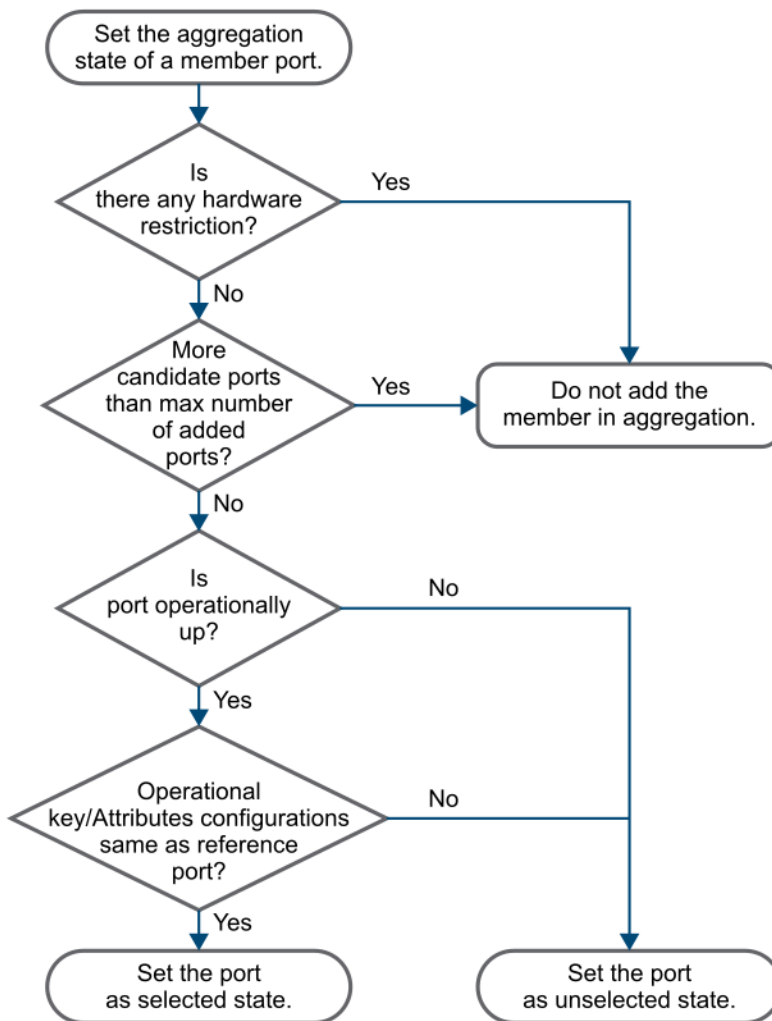 Set the aggregation
state of a member port.
Is
there any hardware
restriction?
Yes
No
More
candidate ports
than max number
of added
ports?
Yes
Do not add the
member in aggregation.
No
Is
port operationally
up?
No
Yes
Operational
key/Attributes configurations
same as reference
port?
No
Yes
Set the port
as selected state.
Set the port
as unselected state.